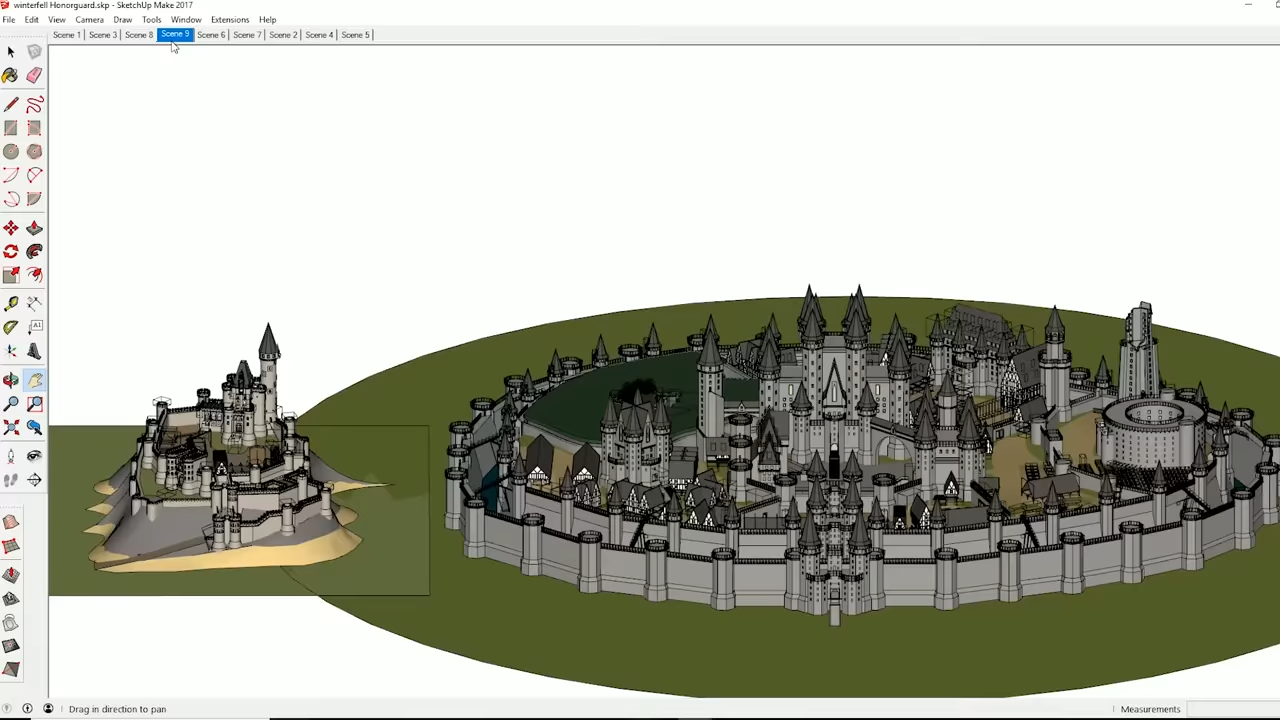 winterfell Honorguard.skp - SketchUp Make 2017
File Edit View Camera Draw Tools Window Extensions Help
Scene 1 Scene 3 Scene 8 Scene 9 Scene 6 Scene 7 Scene 2 Scene 4 Scene 5
A1
Drag in direction to pan
Measurements